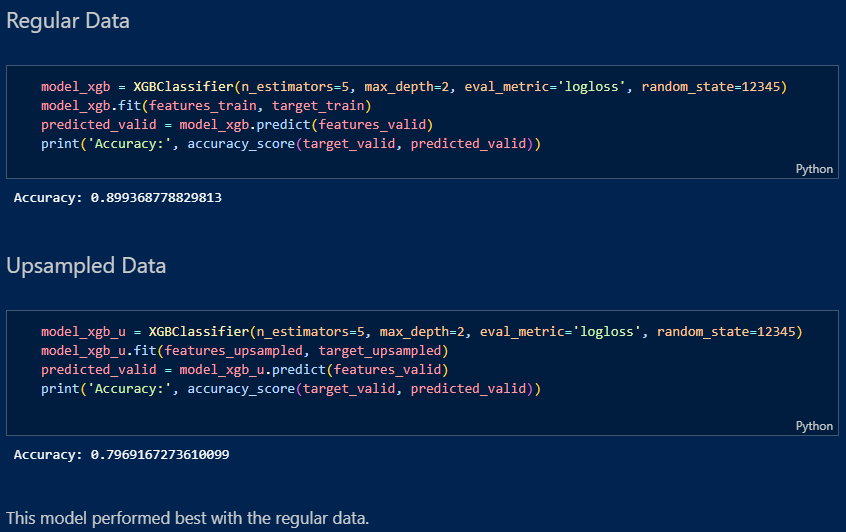 Regular Data
model_xgb = XGBClassifier(n_estimators=5, max_depth=2, eval_metric='logloss', random_state=12345)
model_xgb.fit(features_train, target_train)
predicted_valid = model_xgb.predict(features_valid)
print('Accuracy:', accuracy_score(target_valid, predicted_valid))
Python
Accuracy: 0.899368778829813
Upsampled Data
model_xgb_u = XGBClassifier(n_estimators=5, max_depth=2, eval_metric='logloss', random_state=12345)
model_xgb_u.fit(features_upsampled, target_upsampled)
predicted_valid = model_xgb_u.predict(features_valid)
print('Accuracy:', accuracy_score(target_valid, predicted_valid))
Python
Accuracy: 0.7969167273610099
This model performed best with the regular data.